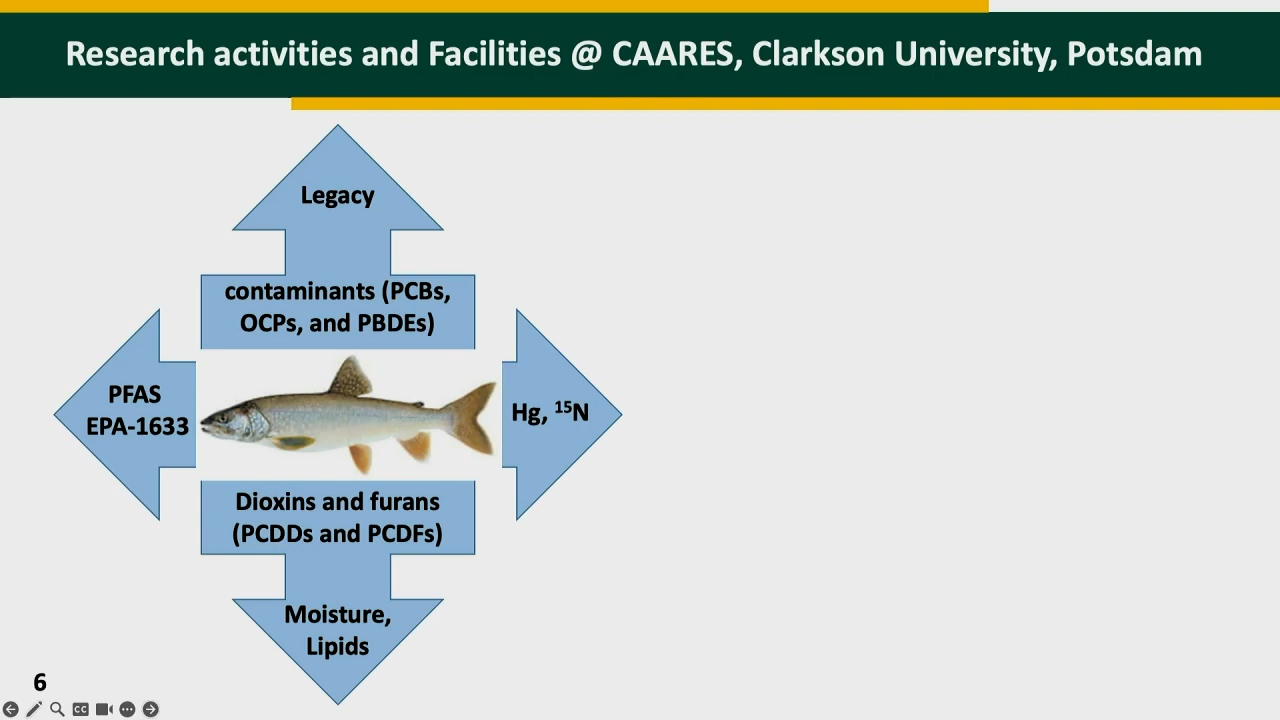 Research activities and Facilities @ CAARES, Clarkson University, Potsdam
Legacy
contaminants (PCBs,
OCPs, and PBDEs)
PFAS
EPA-1633
Hg, ¹⁵N
Dioxins and furans
(PCDDs and PCDFs)
Moisture,
Lipids
6
CC